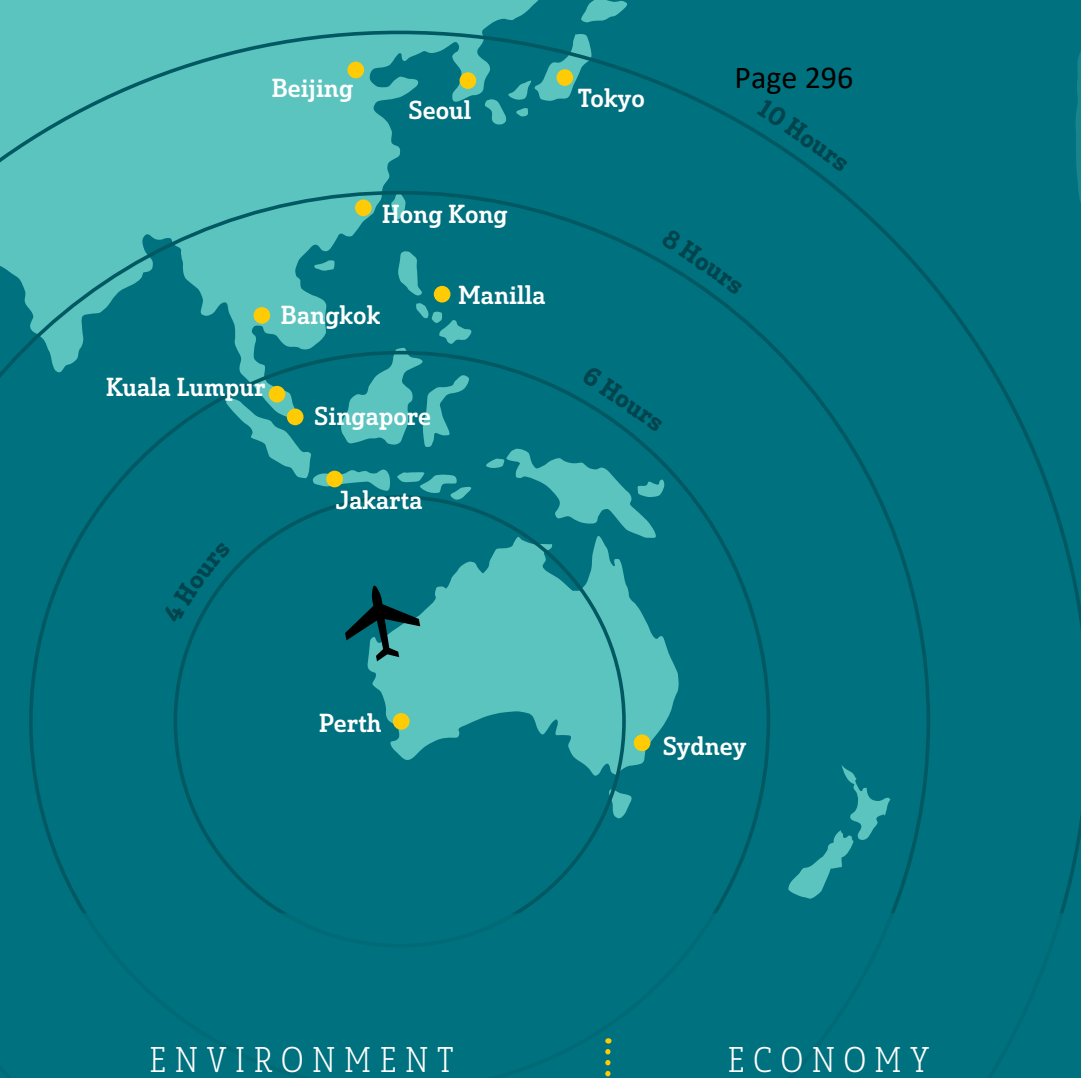 Page 296
Beijing
Seoul
Tokyo
10 Hours
Hong Kong
8 Hours
Manilla
Bangkok
6 Hours
Kuala Lumpur
Singapore
Jakarta
4 Hours
Perth
Sydney
ENVIRONMENT
ECONOMY